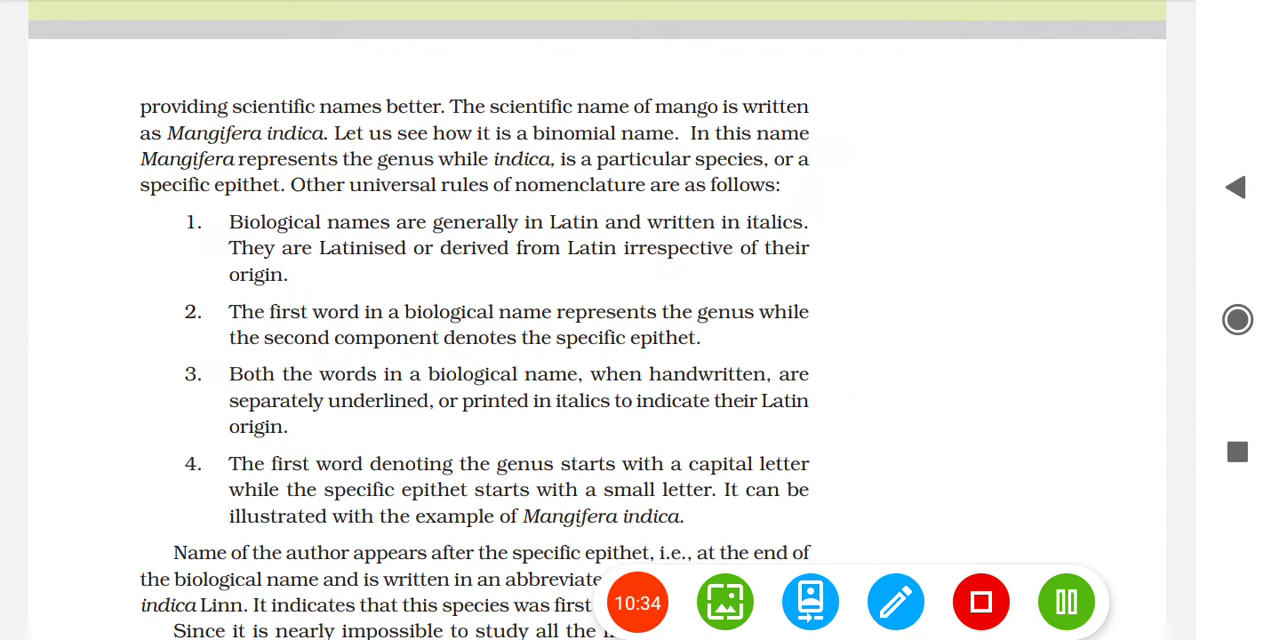 providing scientific names better. The scientific name of mango is written
as Mangifera indica. Let us see how it is a binomial name. In this name
Mangifera represents the genus while indica, is a particular species, or a
specific epithet. Other universal rules of nomenclature are as follows:
1. Biological names are generally in Latin and written in italics.
They are Latinised or derived from Latin irrespective of their
origin.
2. The first word in a biological name represents the genus while
the second component denotes the specific epithet.
3. Both the words in a biological name, when handwritten, are
separately underlined, or printed in italics to indicate their Latin
origin.
4. The first word denoting the genus starts with a capital letter
while the specific epithet starts with a small letter. It can be
illustrated with the example of Mangifera indica.
Name of the author appears after the specific epithet, i.e., at the end of
the biological name and is written in an abbreviate
indica Linn. It indicates that this species was first
Since it is nearly impossible to study all the
10:34